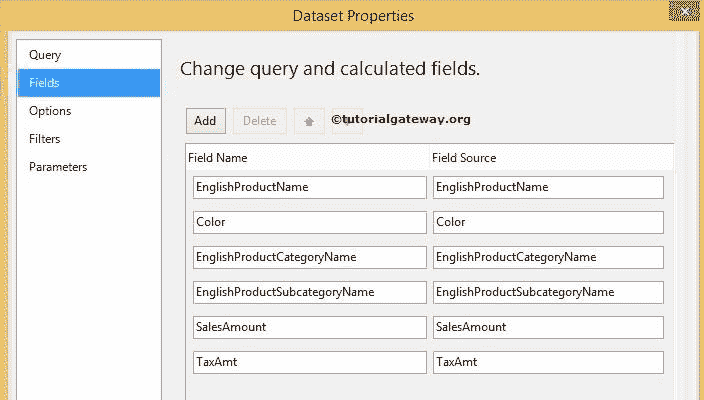 Dataset Properties
x
Query
Fields
Options
Filters
Parameters
Change query and calculated fields.
Add Delete ©tutorialgateway.org
Field Name Field Source
EnglishProductName EnglishProductName
Color Color
EnglishProductCategoryName EnglishProductCategoryName
EnglishProductSubcategoryName EnglishProductSubcategoryName
SalesAmount SalesAmount
TaxAmt TaxAmt